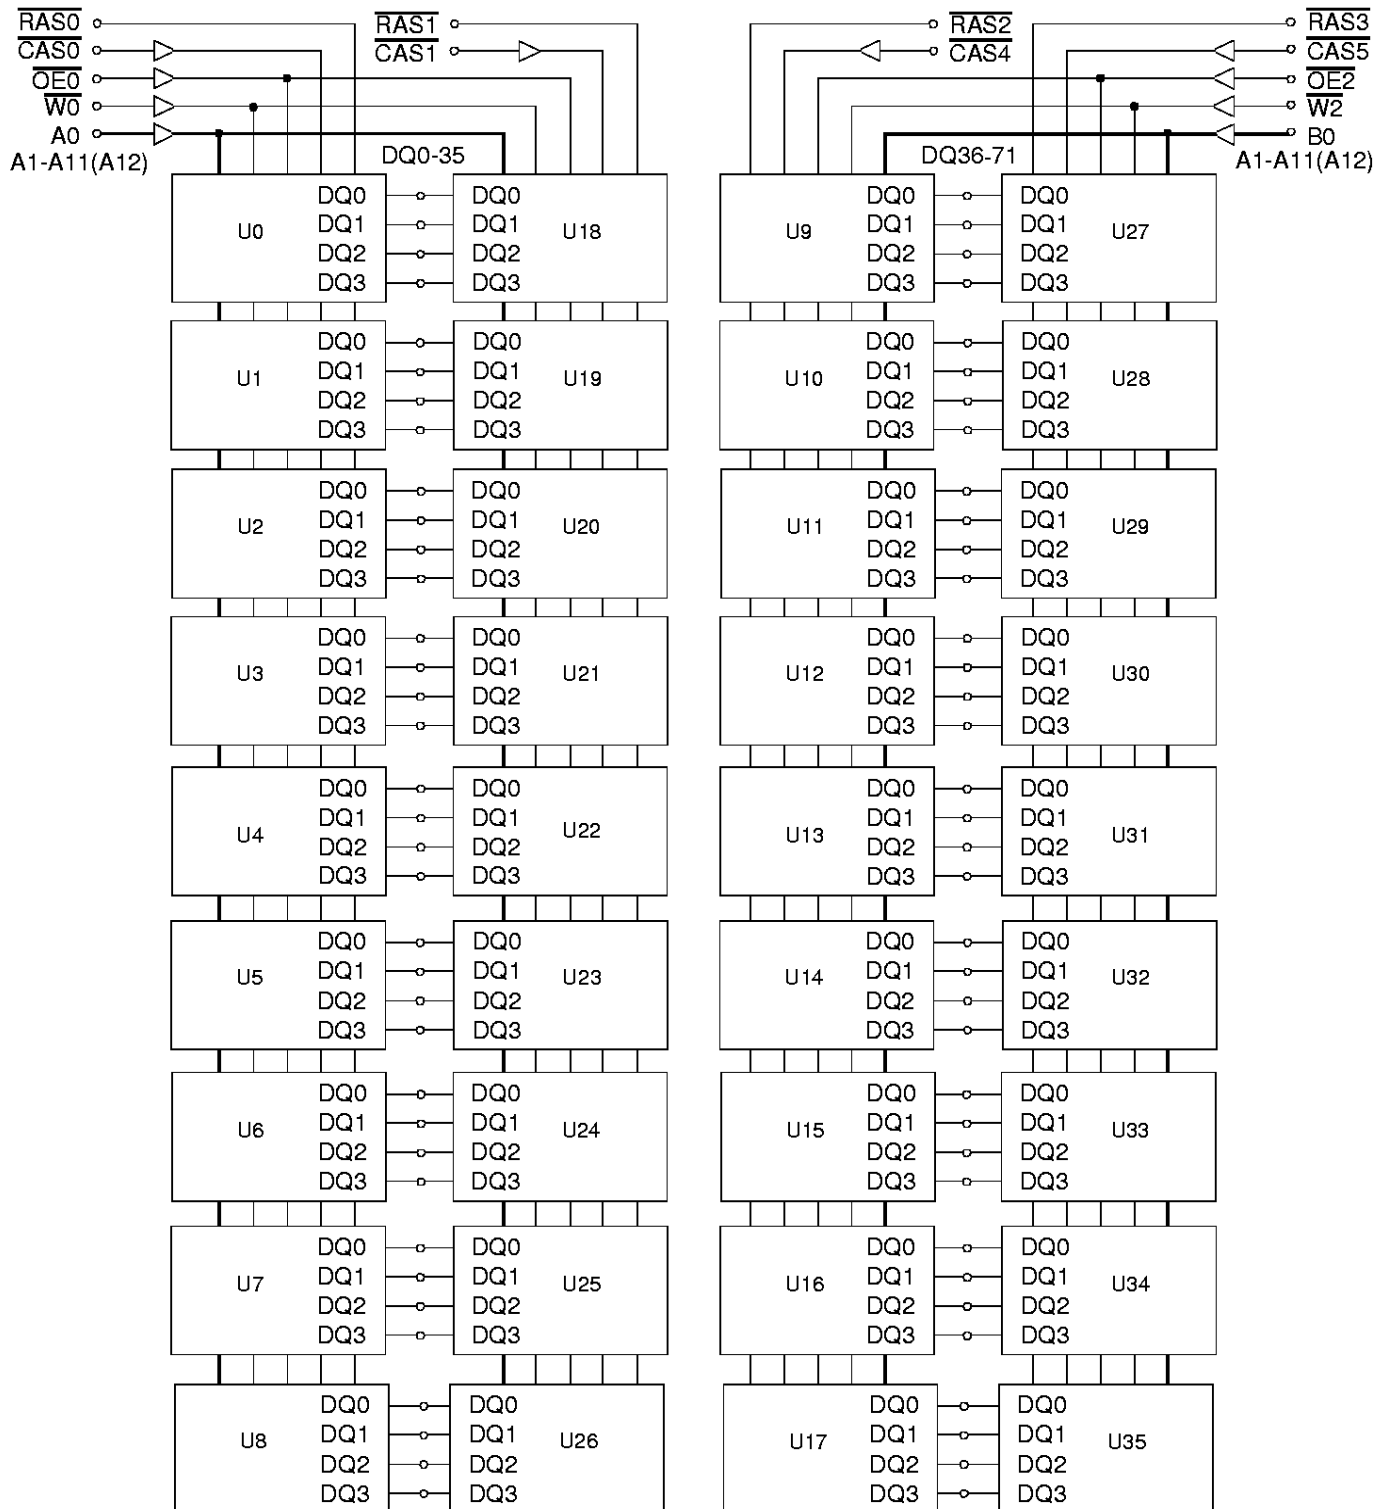 RAS0 RAS1 RAS2 RAS3
CAS0 CAS1 CAS4 CAS5
OE0 OE2
W0 W2
A0 B0
A1-A11(A12) DQ0-35 DQ36-71 A1-A11(A12)
DQ0 DQ0 DQ0 DQ0
U0 DQ1 DQ1 U18 U9 DQ1 DQ1 U27
DQ2 DQ2 DQ2 DQ2
DQ3 DQ3 DQ3 DQ3
DQ0 DQ0 DQ0 DQ0
U1 DQ1 DQ1 U19 U10 DQ1 DQ1 U28
DQ2 DQ2 DQ2 DQ2
DQ3 DQ3 DQ3 DQ3
DQ0 DQ0 DQ0 DQ0
U2 DQ1 DQ1 U20 U11 DQ1 DQ1 U29
DQ2 DQ2 DQ2 DQ2
DQ3 DQ3 DQ3 DQ3
DQ0 DQ0 DQ0 DQ0
U3 DQ1 DQ1 U21 U12 DQ1 DQ1 U30
DQ2 DQ2 DQ2 DQ2
DQ3 DQ3 DQ3 DQ3
DQ0 DQ0 DQ0 DQ0
U4 DQ1 DQ1 U22 U13 DQ1 DQ1 U31
DQ2 DQ2 DQ2 DQ2
DQ3 DQ3 DQ3 DQ3
DQ0 DQ0 DQ0 DQ0
U5 DQ1 DQ1 U23 U14 DQ1 DQ1 U32
DQ2 DQ2 DQ2 DQ2
DQ3 DQ3 DQ3 DQ3
DQ0 DQ0 DQ0 DQ0
U6 DQ1 DQ1 U24 U15 DQ1 DQ1 U33
DQ2 DQ2 DQ2 DQ2
DQ3 DQ3 DQ3 DQ3
DQ0 DQ0 DQ0 DQ0
U7 DQ1 DQ1 U25 U16 DQ1 DQ1 U34
DQ2 DQ2 DQ2 DQ2
DQ3 DQ3 DQ3 DQ3
DQ0 DQ0 DQ0 DQ0
U8 DQ1 DQ1 U26 U17 DQ1 DQ1 U35
DQ2 DQ2 DQ2 DQ2
DQ3 DQ3 DQ3 DQ3